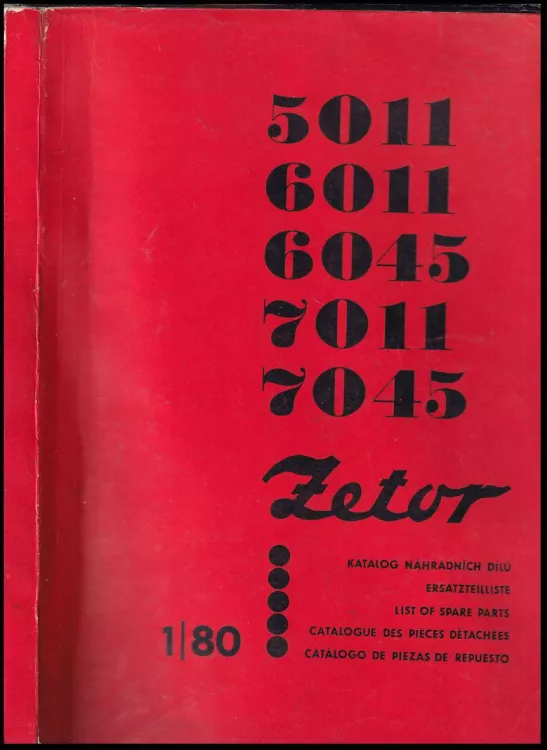 5011
6011
6045
7011
7045
Zetor
KATALOG NÁHRADNÍCH DÍLŮ
ERSATZTEILLISTE
LIST OF SPARE PARTS
CATALOGUE DES PIÈCES DÉTACHÉES
CATÁLOGO DE PIEZAS DE REPUESTO
1|80